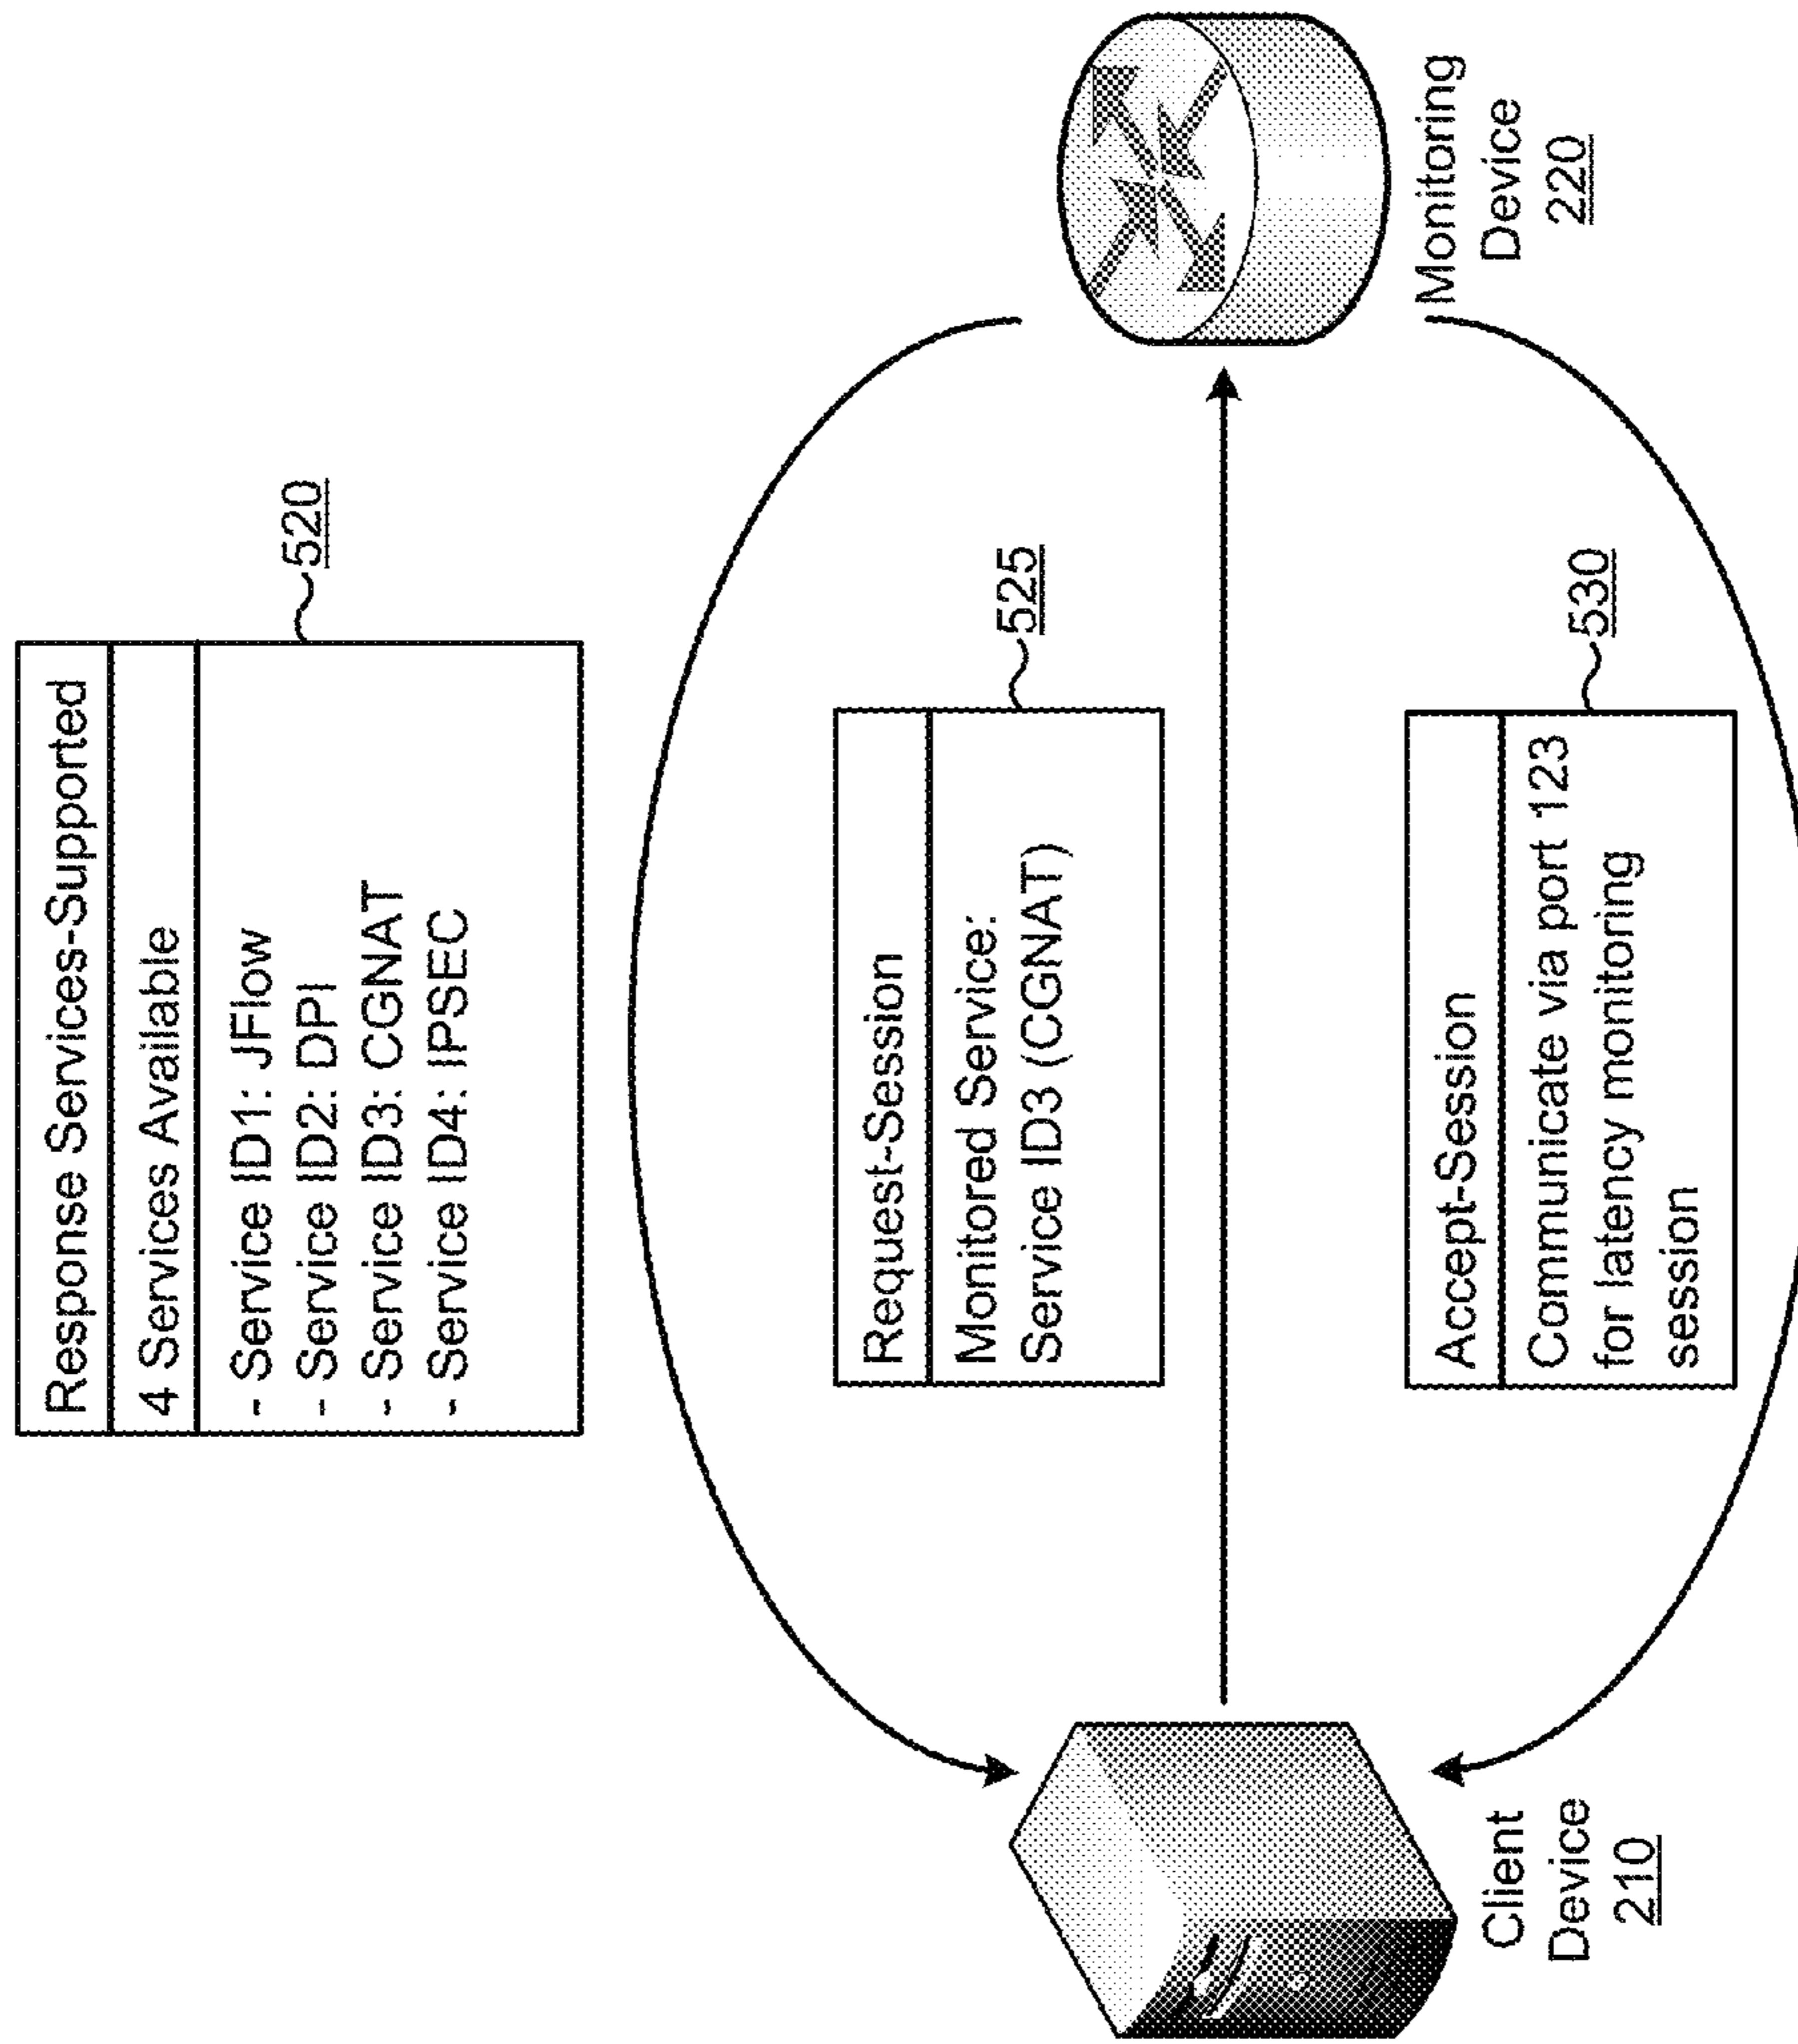 Response Services-Supported
4 Services Available
- Service ID1: JFlow
- Service ID2: DPI
- Service ID3: CGNAT
- Service ID4: IPSEC
520
Request-Session
Monitored Service:
Service ID3 (CGNAT)
525
Accept-Session
Communicate via port 123
for latency monitoring
session
530
Client
Device
210
Monitoring
Device
220